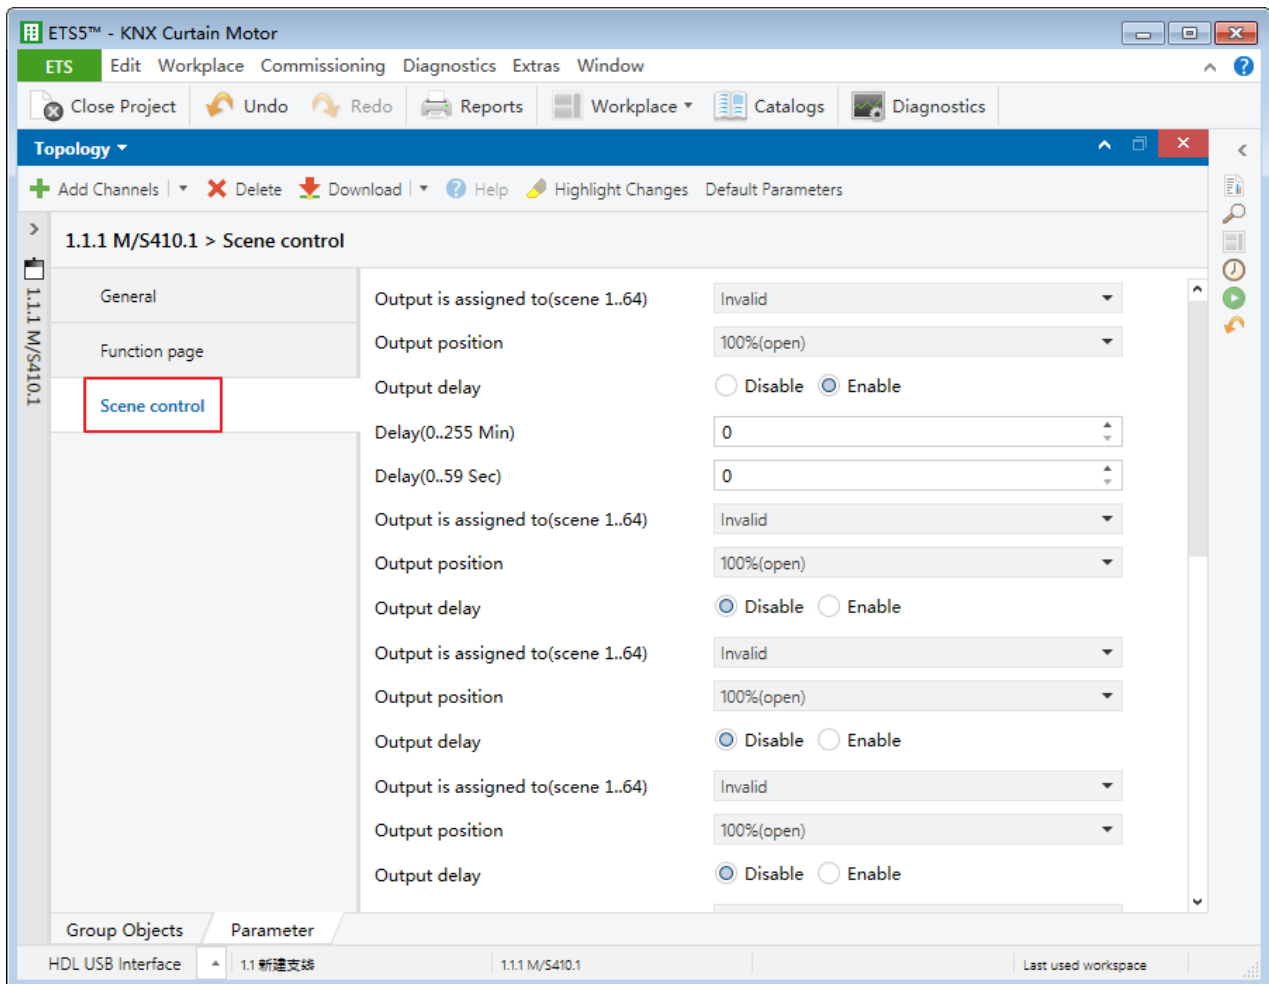 ETS5™ - KNX Curtain Motor
ETS Edit Workplace Commissioning Diagnostics Extras Window
Close Project Undo Redo Reports Workplace Catalogs Diagnostics
Topology
Add Channels Delete Download Help Highlight Changes Default Parameters
1.1.1 M/S410.1 > Scene control
1.1.1 M/S410.1
General
Function page
Scene control
Output is assigned to(scene 1..64) Invalid
Output position 100%(open)
Output delay Disable Enable
Delay(0..255 Min) 0
Delay(0..59 Sec) 0
Output is assigned to(scene 1..64) Invalid
Output position 100%(open)
Output delay Disable Enable
Output is assigned to(scene 1..64) Invalid
Output position 100%(open)
Output delay Disable Enable
Output is assigned to(scene 1..64) Invalid
Output position 100%(open)
Output delay Disable Enable
Group Objects Parameter
HDL USB Interface 1.1 新建支线 1.1.1 M/S410.1 Last used workspace